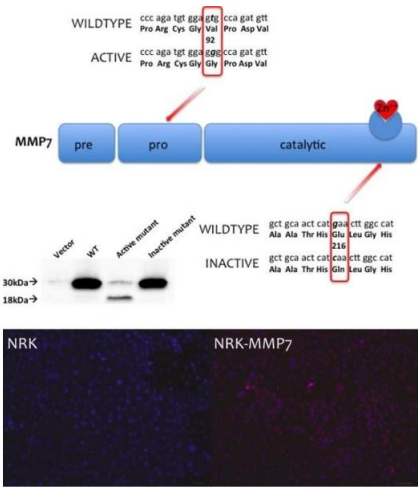 ccc aga tgt gga gtg cca gat gtt
WILDTYPE Pro Arg Cys Gly Val Pro Asp Val
92
ccc aga tgt gga ggg cca gat gtt
ACTIVE Pro Arg Cys Gly Gly Pro Asp Val
MMP7 pre pro catalytic Zn
gct gca act cat gaa ctt ggc cat
WILDTYPE Ala Ala Thr His Glu Leu Gly His
216
gct gca act cat caa ctt ggc cat
INACTIVE Ala Ala Thr His Gln Leu Gly His
Vector WT Active mutant Inactive mutant
30kDa→
18kDa→
NRK NRK-MMP7